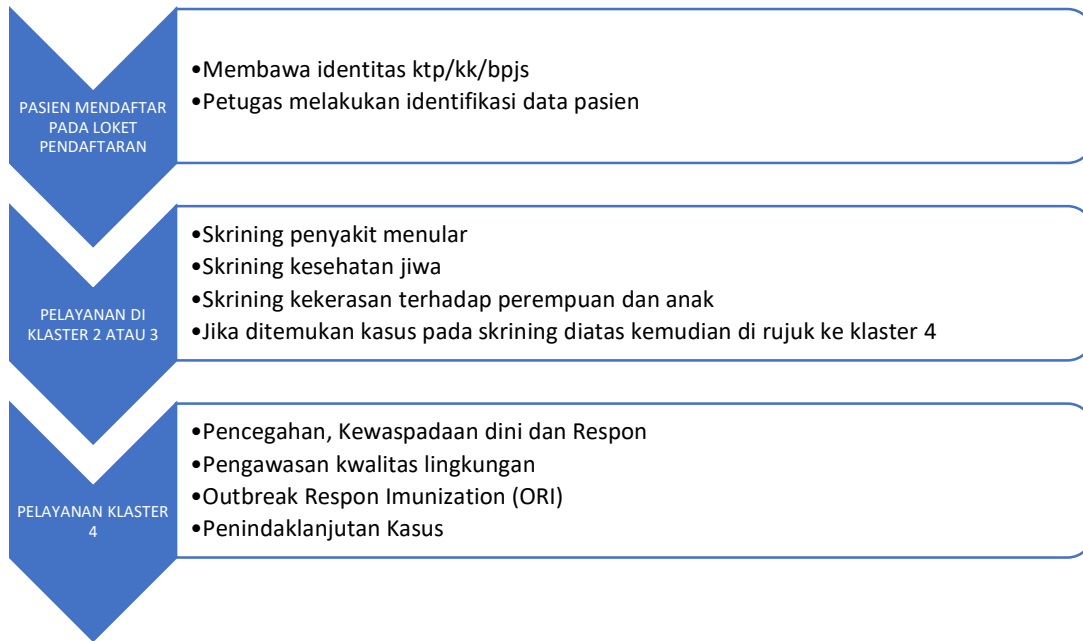 PASIEN MENDAFTAR
PADA LOKET
PENDAFTARAN
•Membawa identitas ktp/kk/bpjs
•Petugas melakukan identifikasi data pasien
PELAYANAN DI
KLASTER 2 ATAU 3
•Skrining penyakit menular
•Skrining kesehatan jiwa
•Skrining kekerasan terhadap perempuan dan anak
•Jika ditemukan kasus pada skrining diatas kemudian di rujuk ke klaster 4
PELAYANAN KLASTER
4
•Pencegahan, Kewaspadaan dini dan Respon
•Pengawasan kwalitas lingkungan
•Outbreak Respon Imunization (ORI)
•Penindaklanjutan Kasus